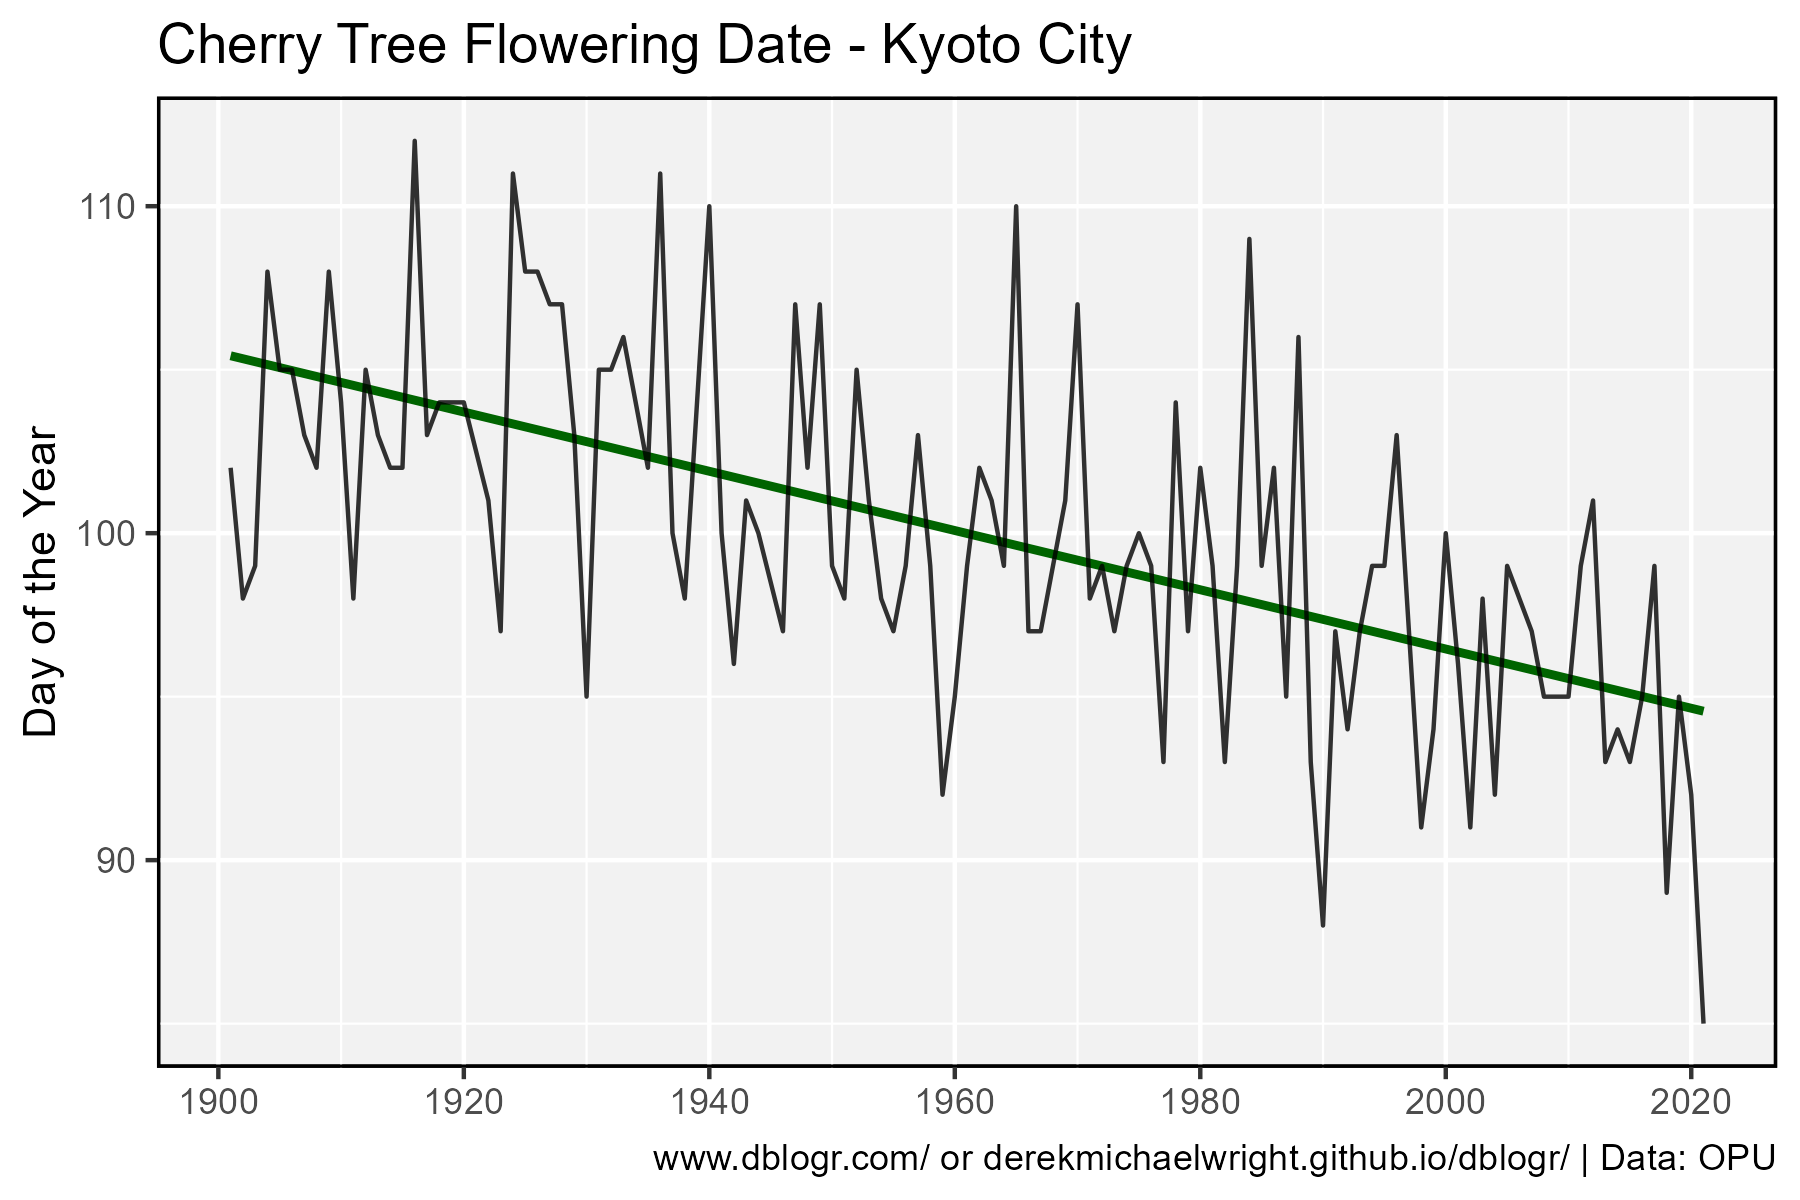 Cherry Tree Flowering Date - Kyoto City
Day of the Year
110
100
90
1900 1920 1940 1960 1980 2000 2020
www.dblogr.com/ or derekmichaelwright.github.io/dblogr/ | Data: OPU